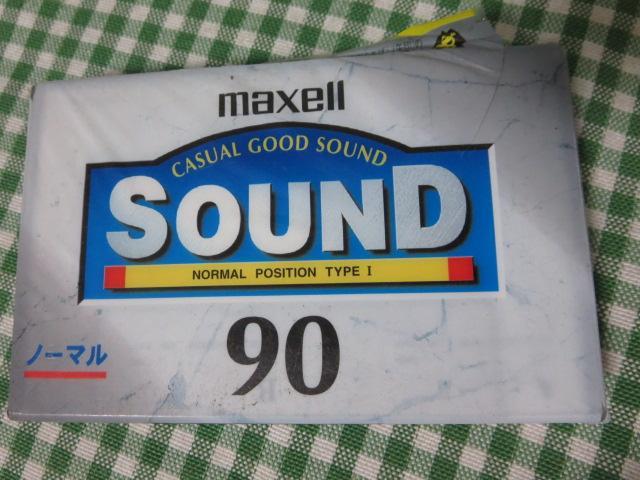 maxell
CASUAL GOOD SOUND
SOUND
NORMAL POSITION TYPE I
90
ノーマル